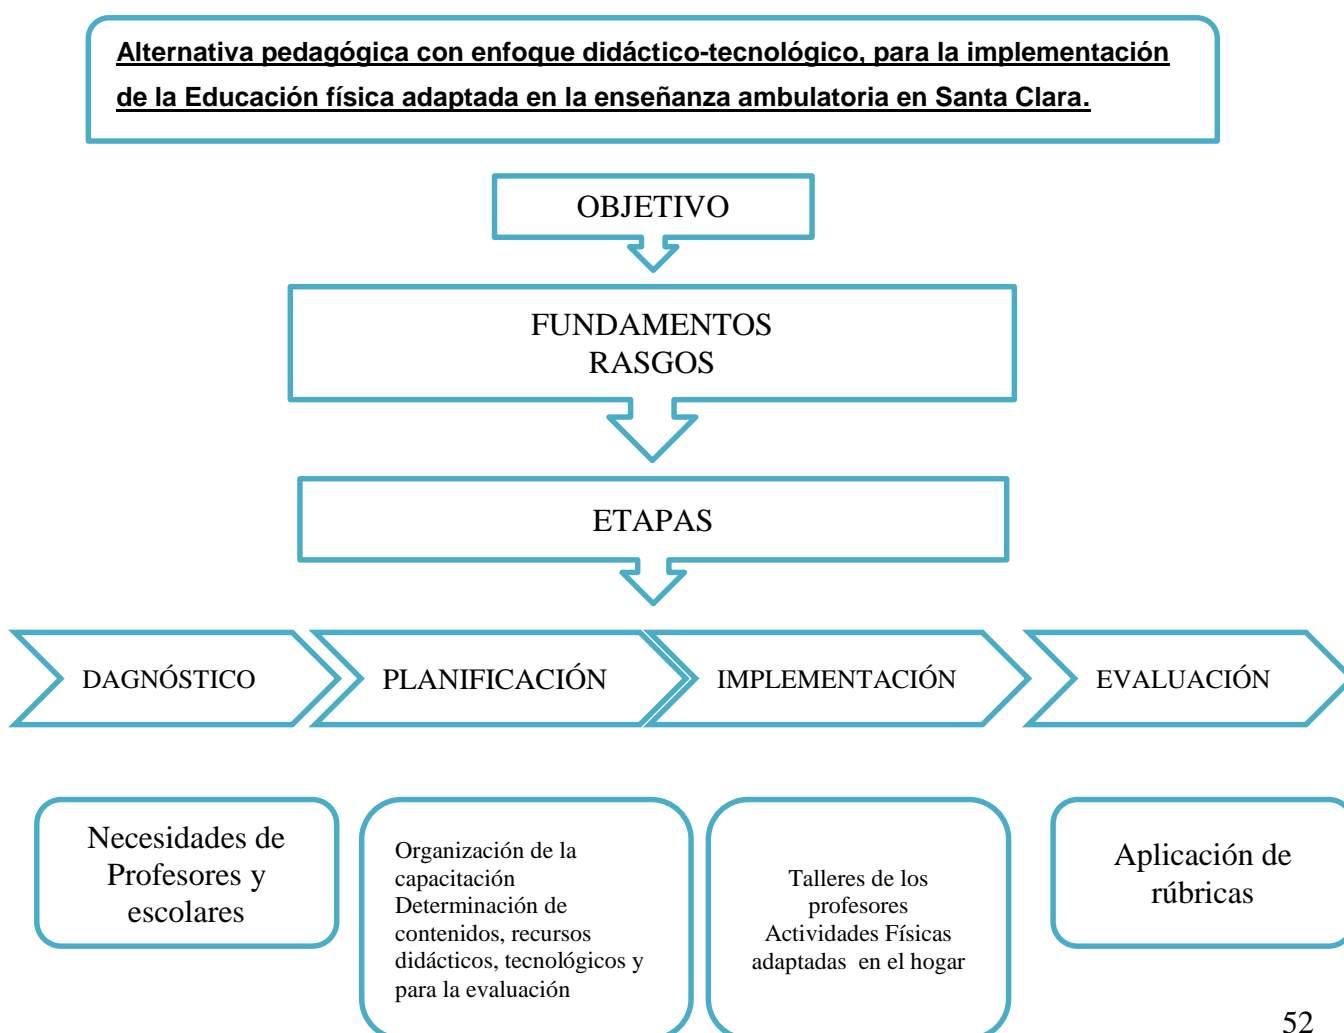 Alternativa pedagógica con enfoque didáctico-tecnológico, para la implementación
de la Educación física adaptada en la enseñanza ambulatoria en Santa Clara.
OBJETIVO
FUNDAMENTOS
RASGOS
ETAPAS
DAGNÓSTICO
PLANIFICACIÓN
IMPLEMENTACIÓN
EVALUACIÓN
Necesidades de
Profesores y
escolares
Organización de la
capacitación
Determinación de
contenidos, recursos
didácticos, tecnológicos y
para la evaluación
Talleres de los
profesores
Actividades Físicas
adaptadas en el hogar
Aplicación de
rúbricas
52